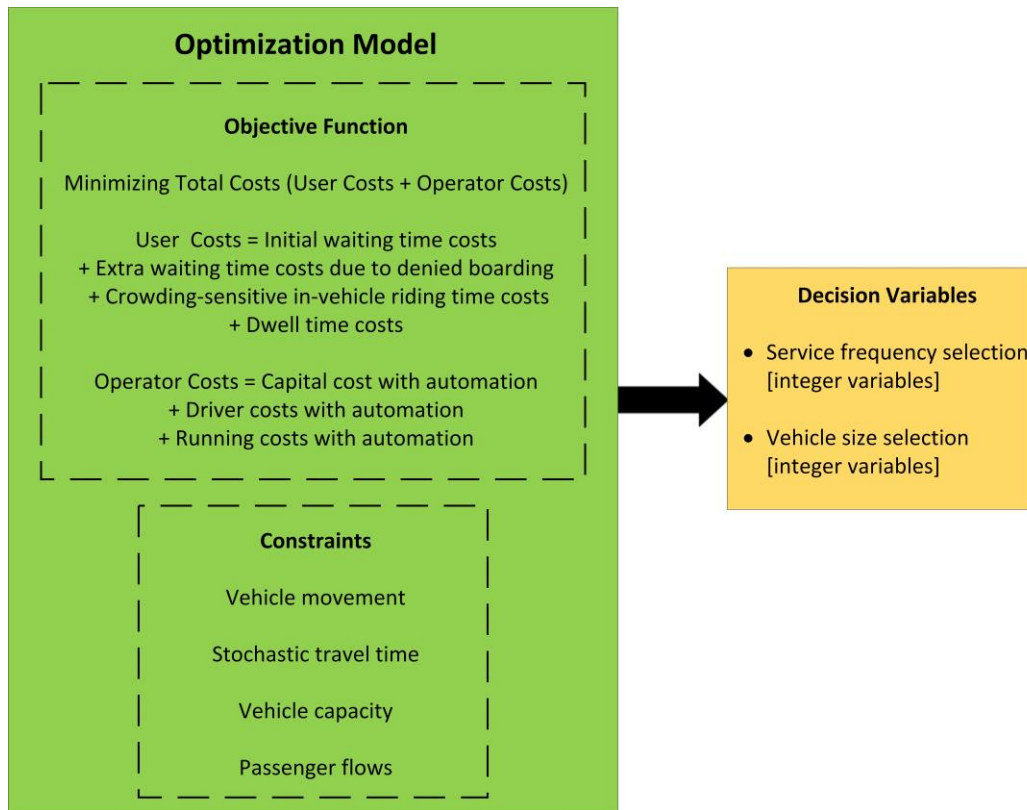 Optimization Model
Objective Function
Minimizing Total Costs (User Costs + Operator Costs)
User Costs = Initial waiting time costs
+ Extra waiting time costs due to denied boarding
+ Crowding-sensitive in-vehicle riding time costs
+ Dwell time costs
Operator Costs = Capital cost with automation
+ Driver costs with automation
+ Running costs with automation
Constraints
Vehicle movement
Stochastic travel time
Vehicle capacity
Passenger flows
Decision Variables
• Service frequency selection
[integer variables]
• Vehicle size selection
[integer variables]